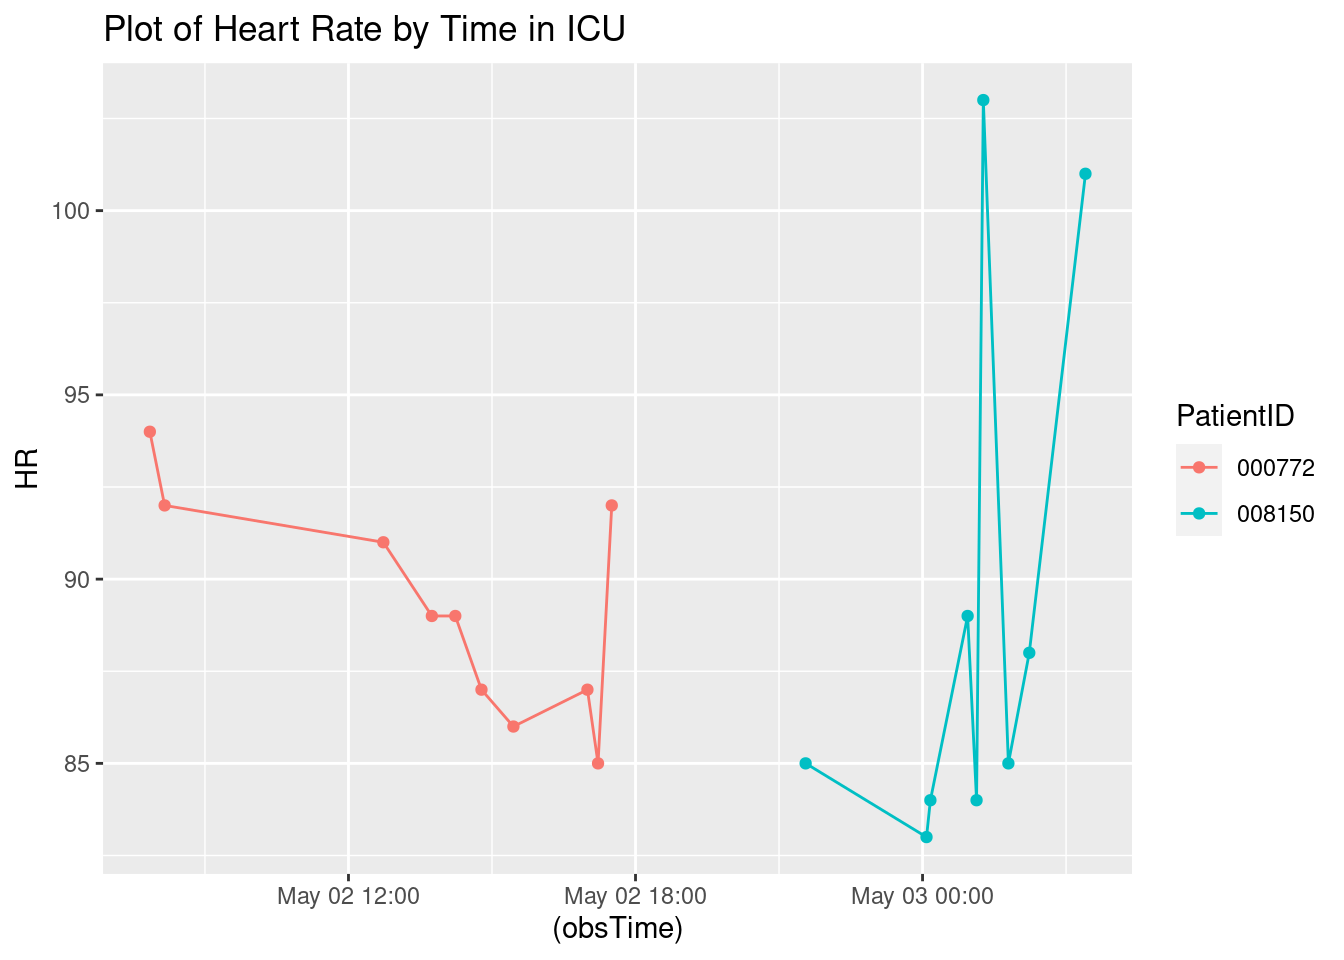 Plot of Heart Rate by Time in ICU
HR
100
95
90
85
May 02 12:00
May 02 18:00
May 03 00:00
(obsTime)
PatientID
000772
008150